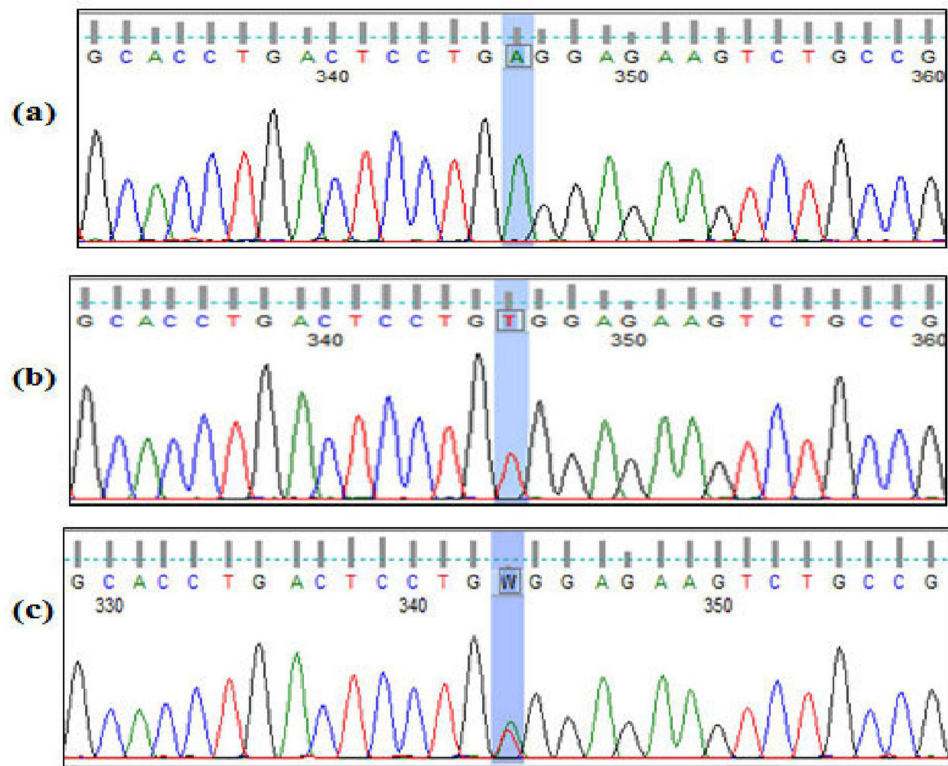 (a)
G C A C C T G A C T C C T G A G G A G A A G T C T G C C G
340 350 360
(b)
G C A C C T G A C T C C T G T G G A G A A G T C T G C C G
340 350 360
(c)
G C A C C T G A C T C C T G W G G A G A A G T C T G C C G
330 340 350